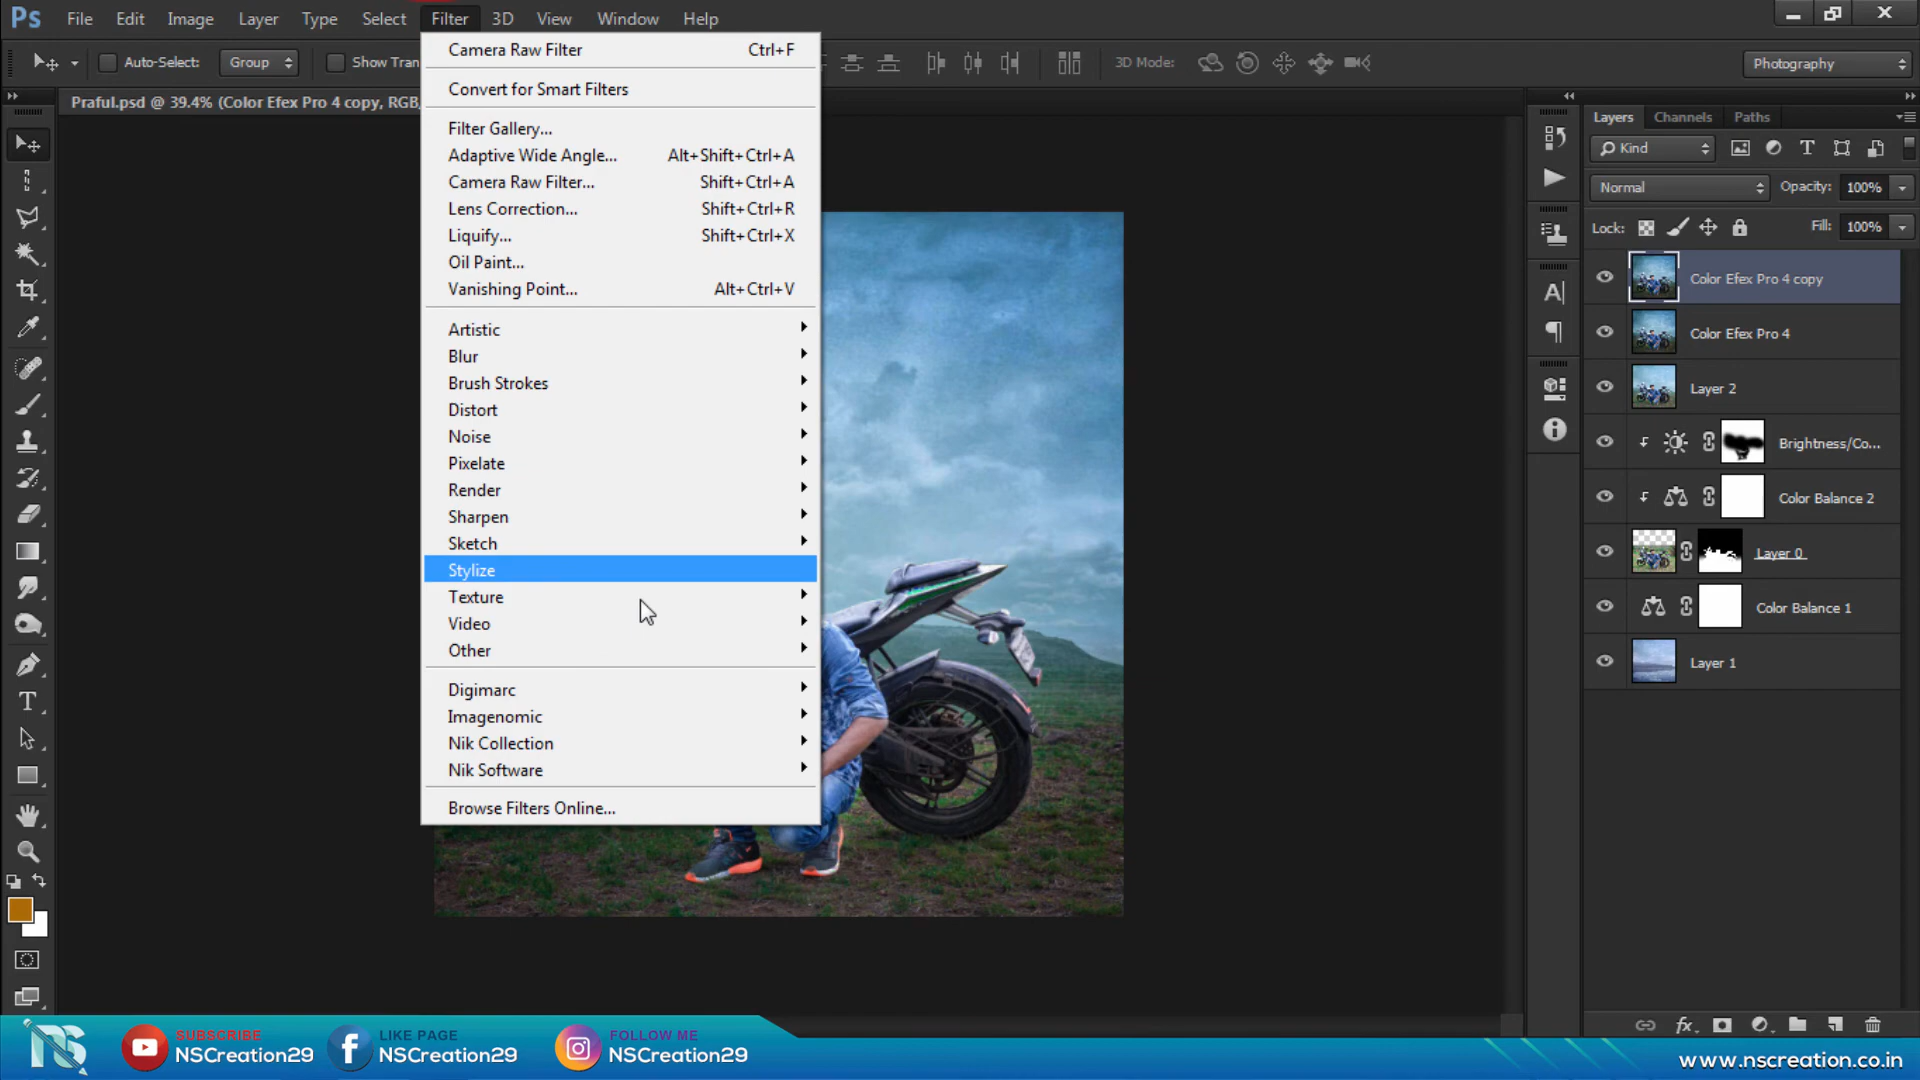 Ps File Edit Image Layer Type Select Filter 3D View Window Help
Auto-Select: Group Show Tran 3D Mode: Photography
Praful.psd @ 39.4% (Color Efex Pro 4 copy, RGB,
Camera Raw Filter Ctrl+F
Convert for Smart Filters
Filter Gallery...
Adaptive Wide Angle... Alt+Shift+Ctrl+A
Camera Raw Filter... Shift+Ctrl+A
Lens Correction... Shift+Ctrl+R
Liquify... Shift+Ctrl+X
Oil Paint...
Vanishing Point... Alt+Ctrl+V
Artistic
Blur
Brush Strokes
Distort
Noise
Pixelate
Render
Sharpen
Sketch
Stylize
Texture
Video
Other
Digimarc
Imagenomic
Nik Collection
Nik Software
Browse Filters Online...
Layers Channels Paths
Kind
Normal Opacity: 100%
Lock: Fill: 100%
Color Efex Pro 4 copy
Color Efex Pro 4
Layer 2
Brightness/Co...
Color Balance 2
Layer 0
Color Balance 1
Layer 1
NS
SUBSCRIBE
NSCreation29
LIKE PAGE
NSCreation29
FOLLOW ME
NSCreation29
www.nscreation.co.in